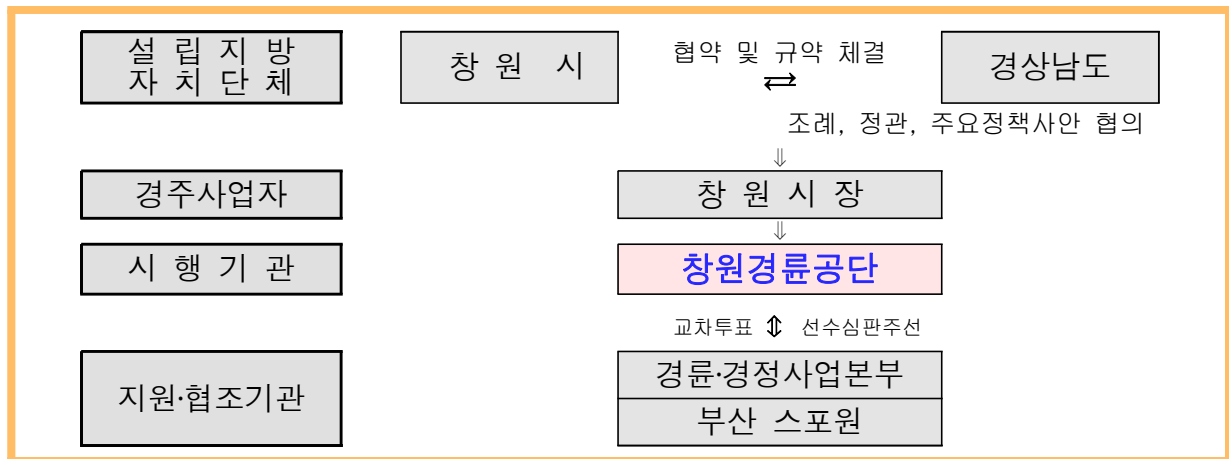 설 립 지 방
자 치 단 체
창 원 시
협약 및 규약 체결
⇄
경상남도
조례, 정관, 주요정책사안 협의
⇓
경주사업자
창 원 시 장
⇓
시 행 기 관
창원경륜공단
교차투표 ⇕ 선수심판주선
지원·협조기관
경륜·경정사업본부
부산 스포원